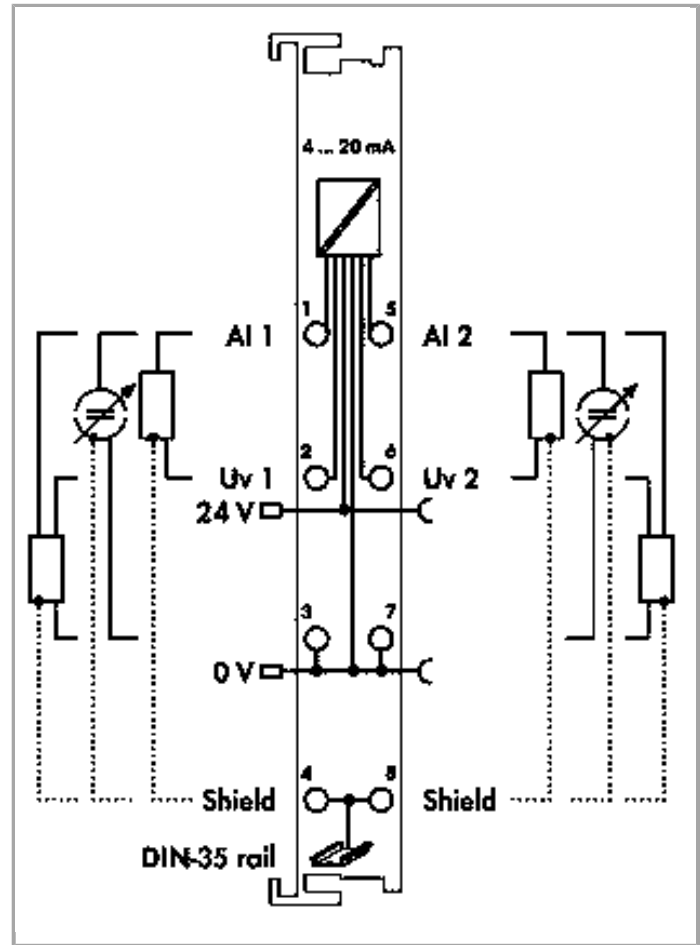 4 ... 20 mA
1 5
AI 1 AI 2
2 6
Uv 1 Uv 2
24 V
3 7
0 V
4 8
Shield Shield
DIN-35 rail